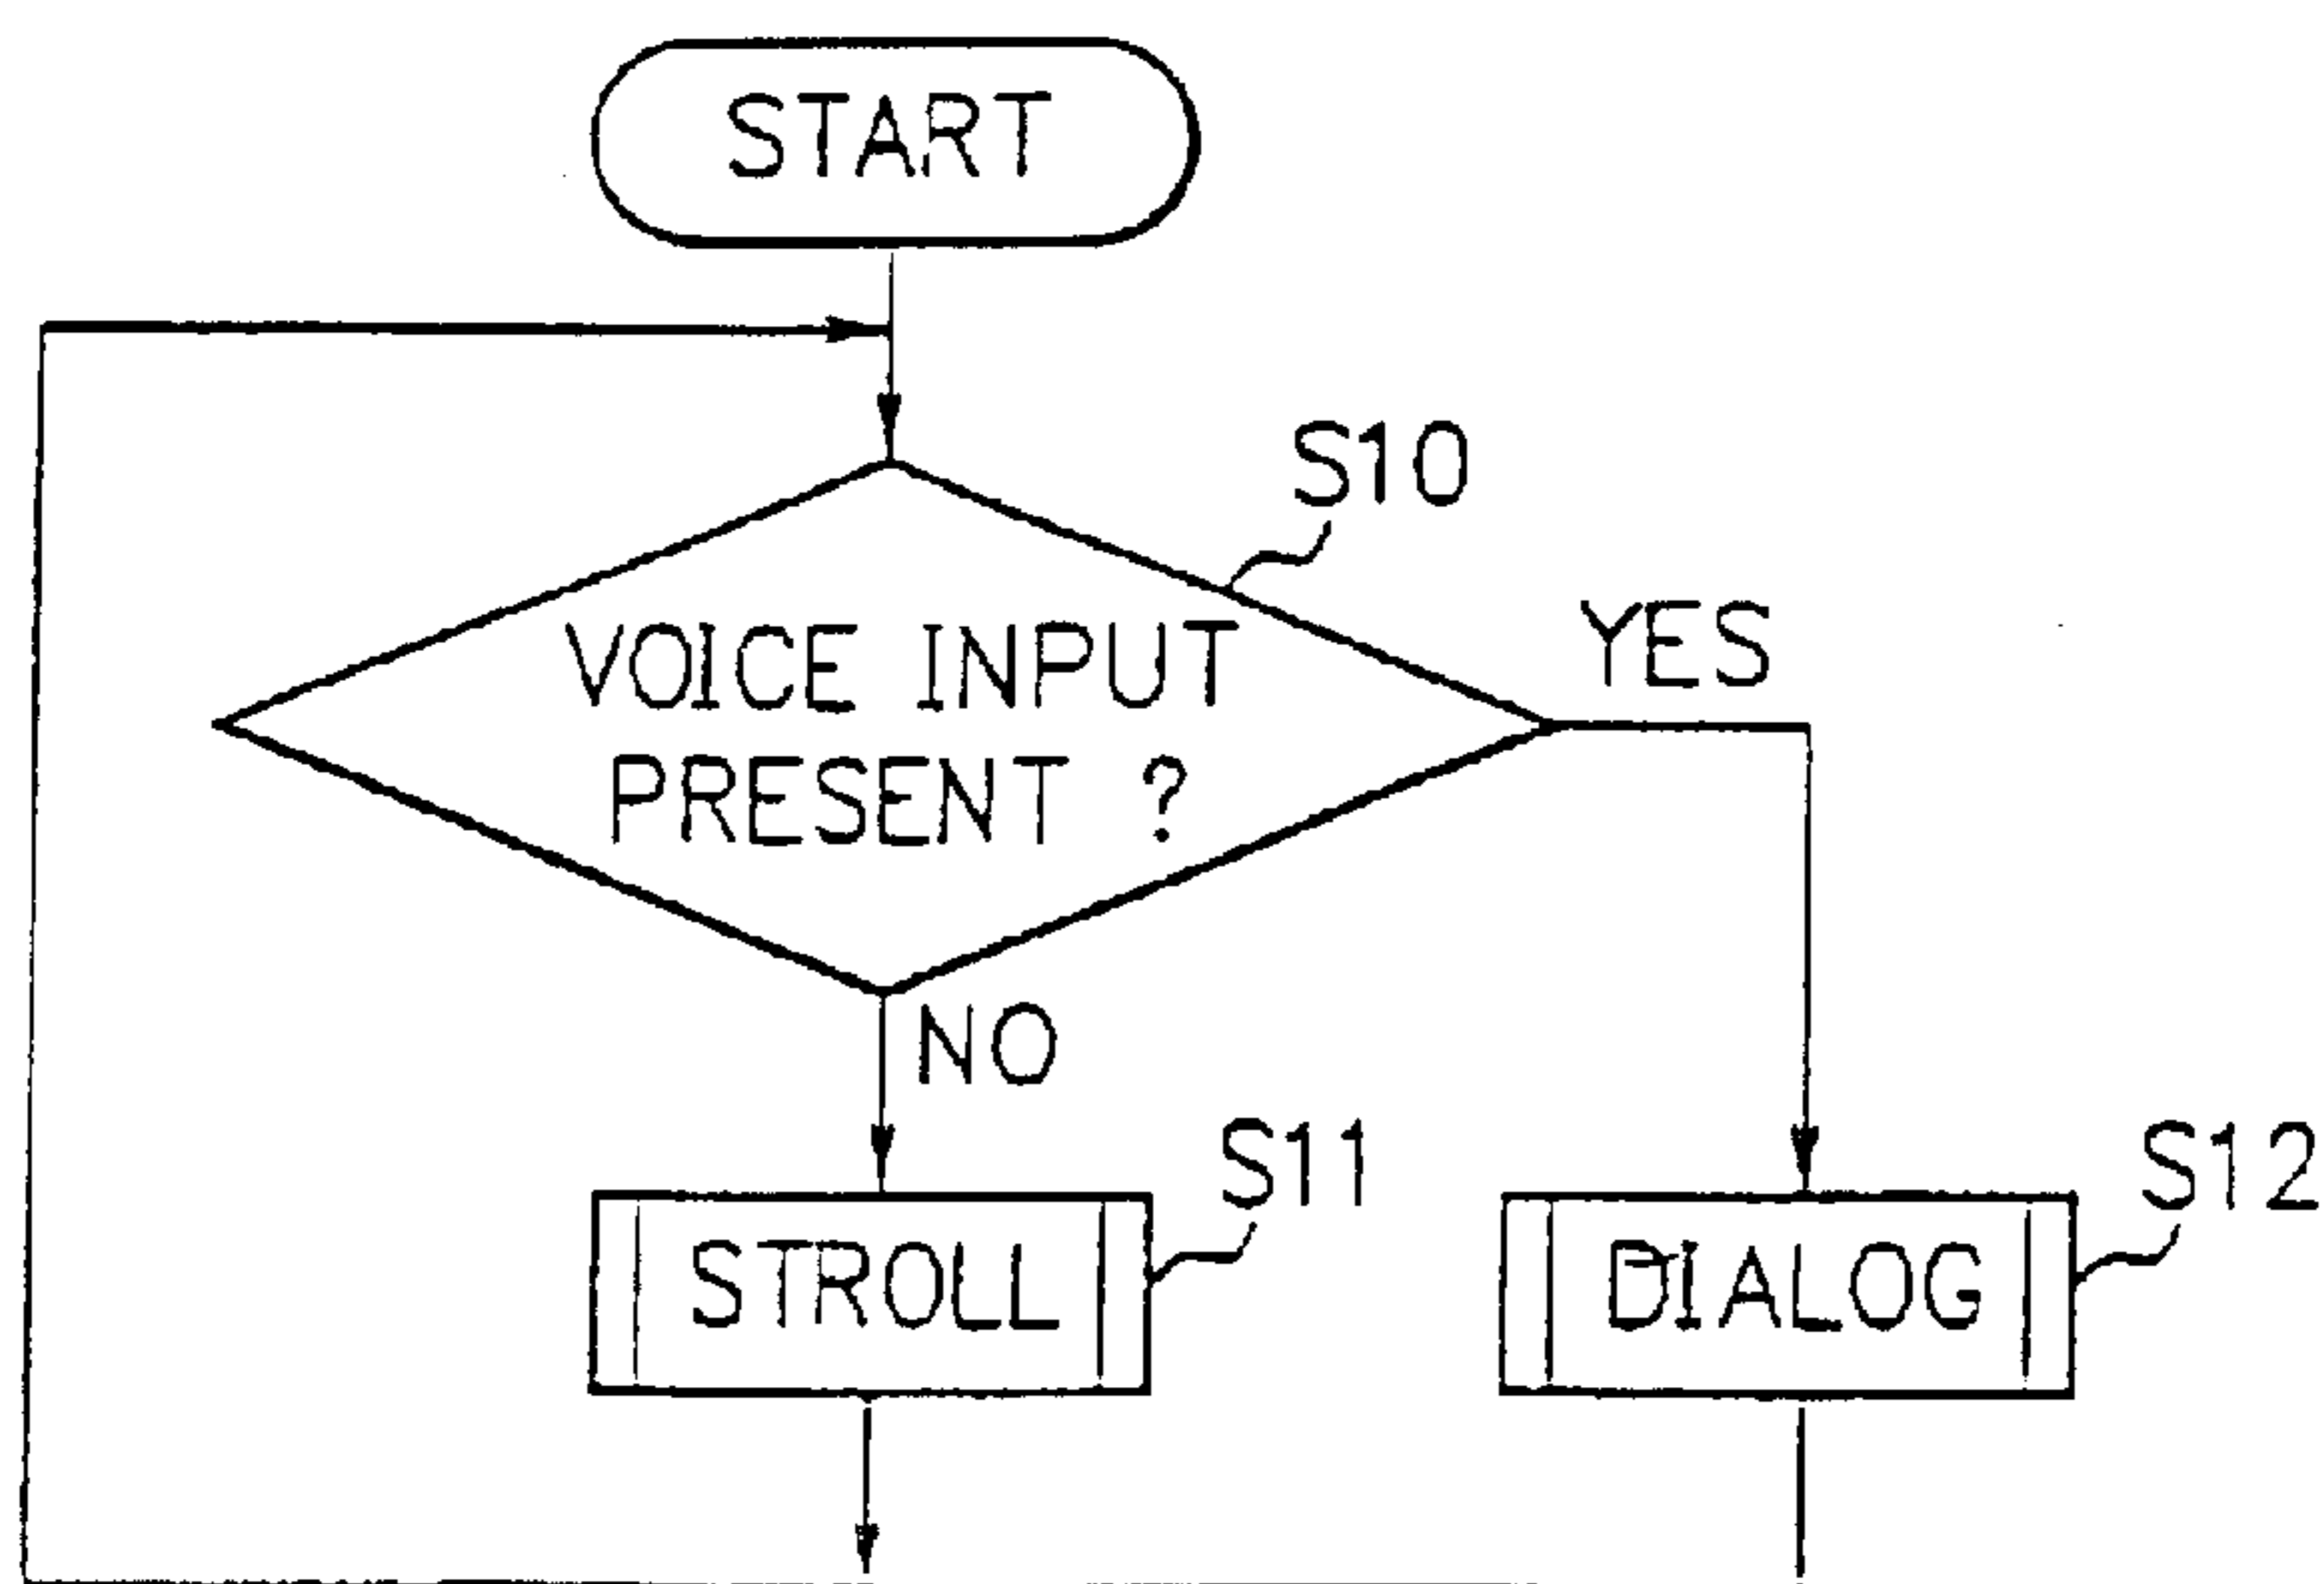 START
S10
VOICE INPUT
PRESENT ?
YES
NO
S11
S12
STROLL
DIALOG